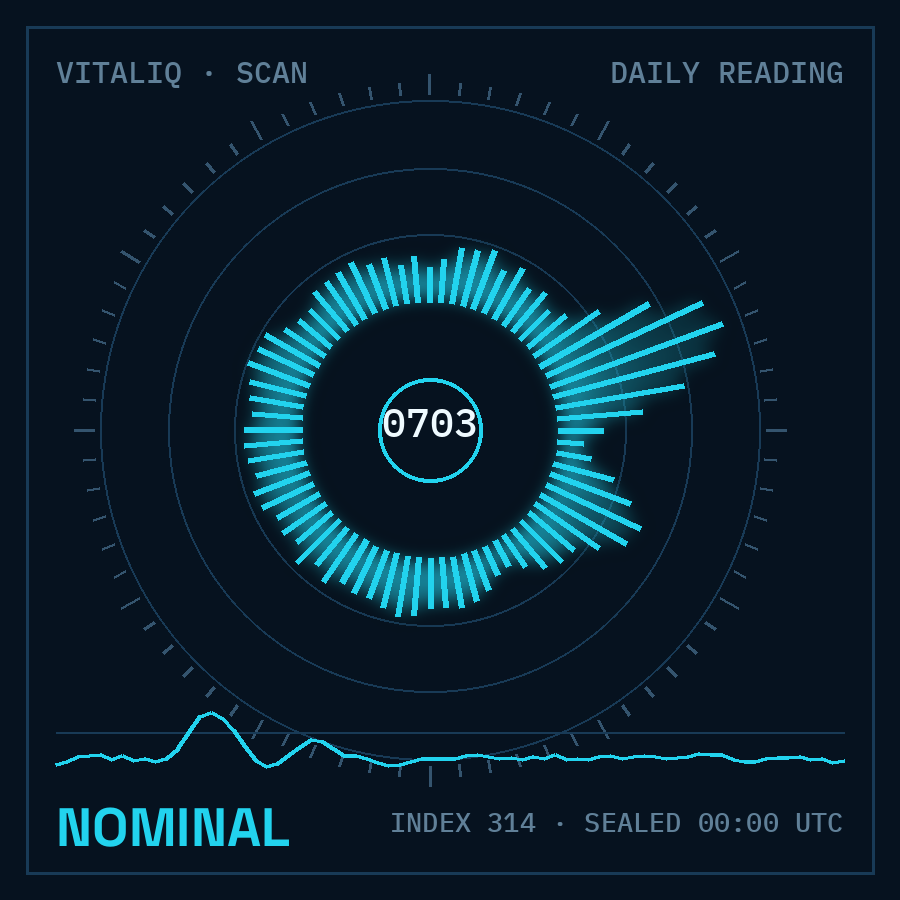 VITALIQ · SCAN
DAILY READING
0703
NOMINAL
INDEX 314 · SEALED 00:00 UTC